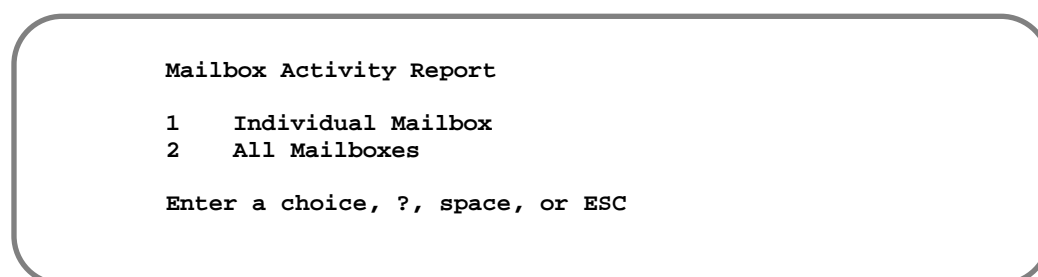 Mailbox Activity Report
1 Individual Mailbox
2 All Mailboxes
Enter a choice, ?, space, or ESC